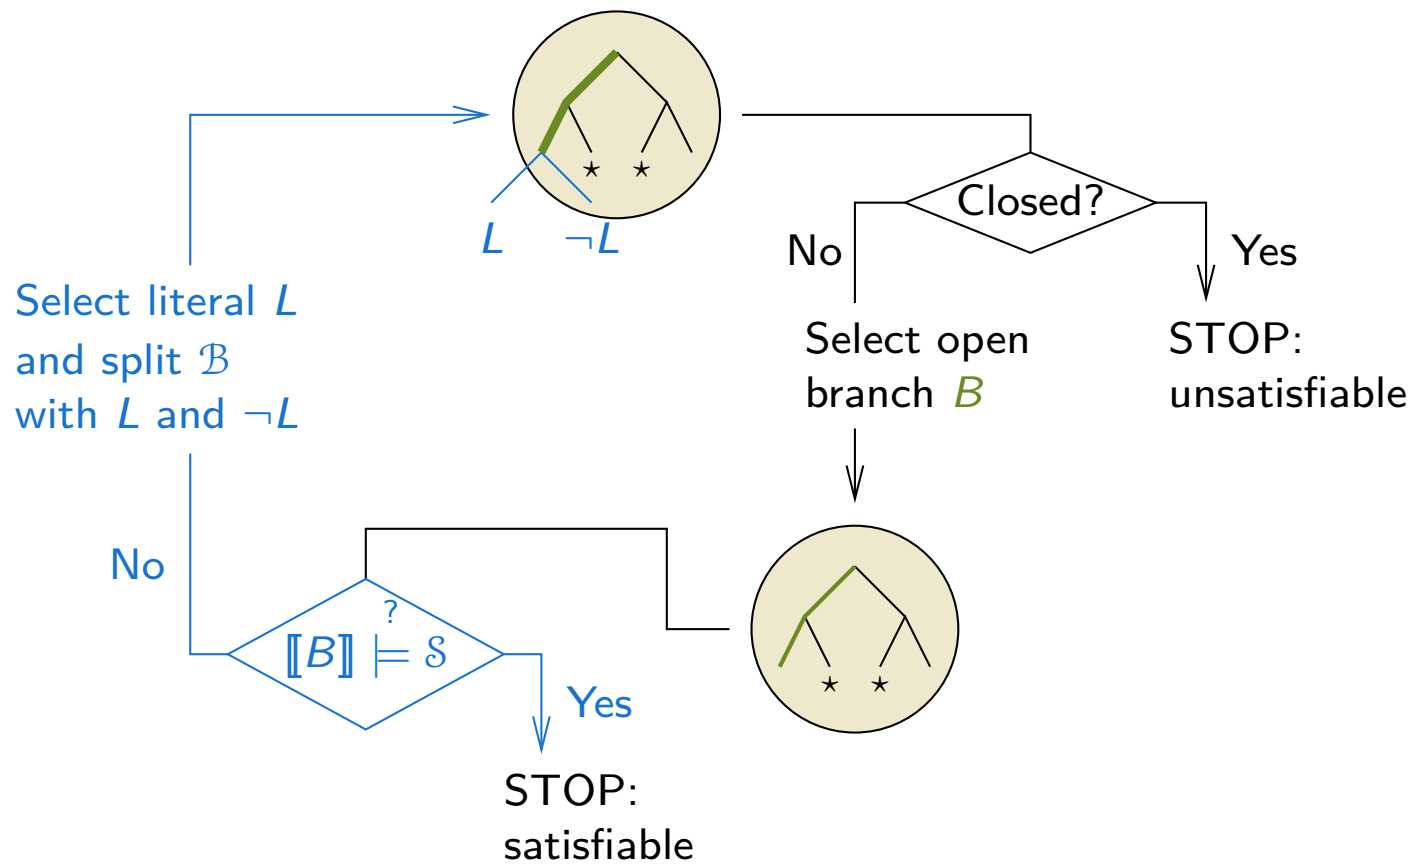 ⋆ ⋆
L ¬L
Closed?
No
Yes
Select literal L
and split ℬ
with L and ¬L
Select open
branch B
STOP:
unsatisfiable
No
?
⟦B⟧ ⊨ 𝒮
⋆ ⋆
Yes
STOP:
satisfiable